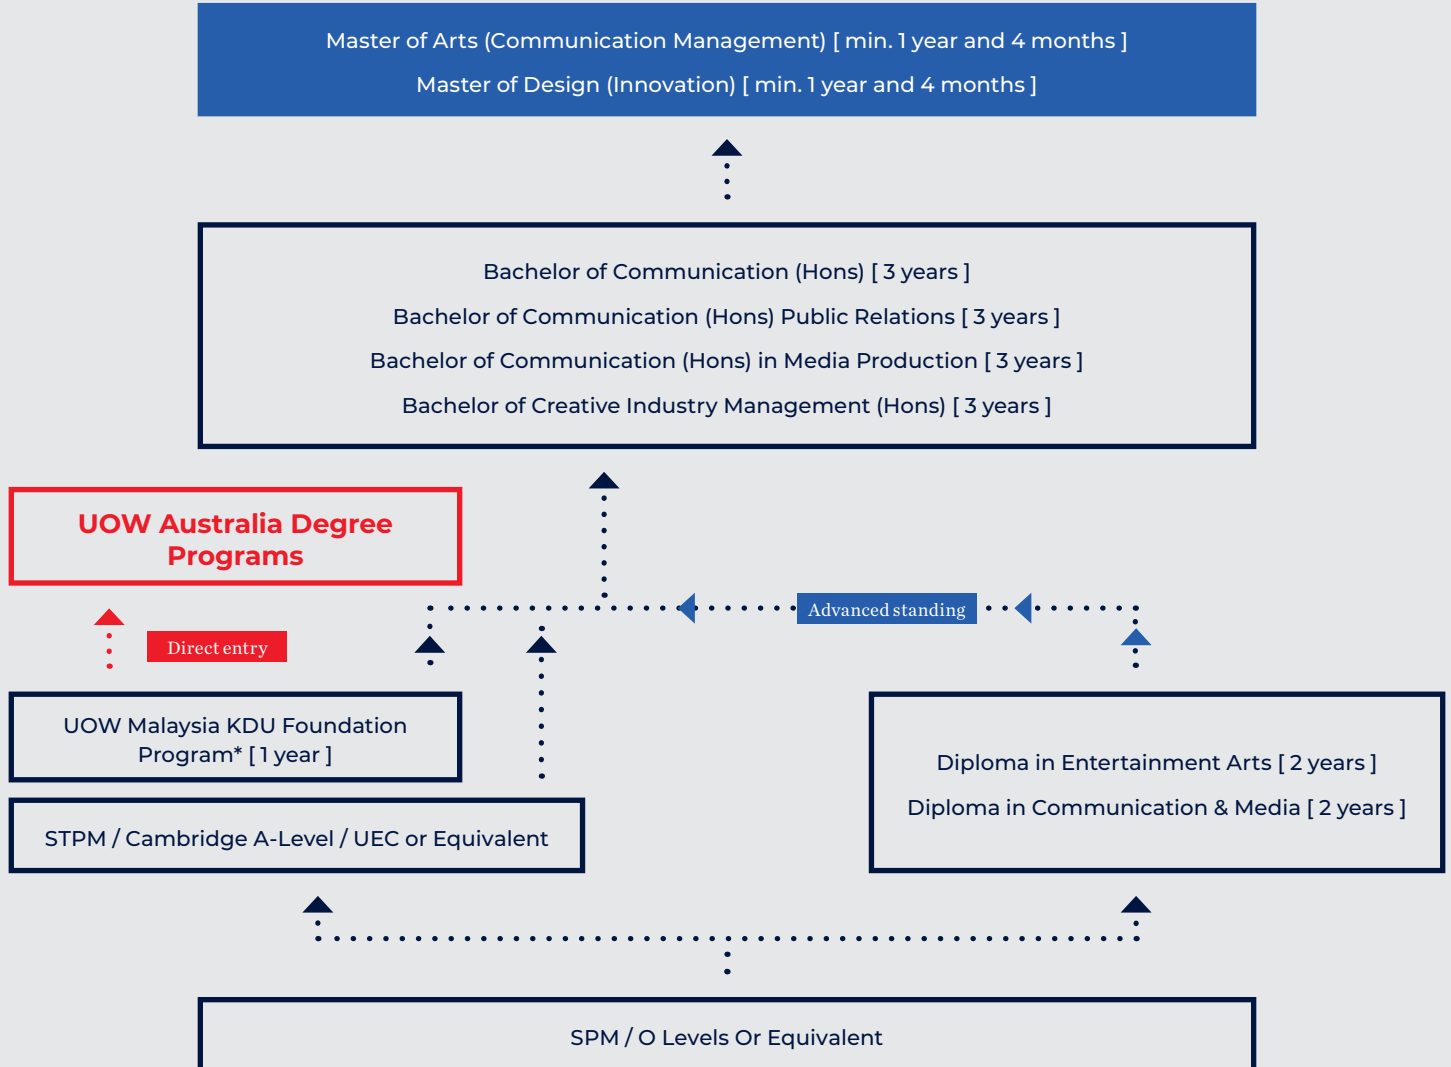 Master of Arts (Communication Management) [ min. 1 year and 4 months ]
Master of Design (Innovation) [ min. 1 year and 4 months ]
Bachelor of Communication (Hons) [ 3 years ]
Bachelor of Communication (Hons) Public Relations [ 3 years ]
Bachelor of Communication (Hons) in Media Production [ 3 years ]
Bachelor of Creative Industry Management (Hons) [ 3 years ]
UOW Australia Degree
Programs
Advanced standing
Direct entry
UOW Malaysia KDU Foundation
Program* [ 1 year ]
Diploma in Entertainment Arts [ 2 years ]
Diploma in Communication & Media [ 2 years ]
STPM / Cambridge A-Level / UEC or Equivalent
SPM / O Levels Or Equivalent